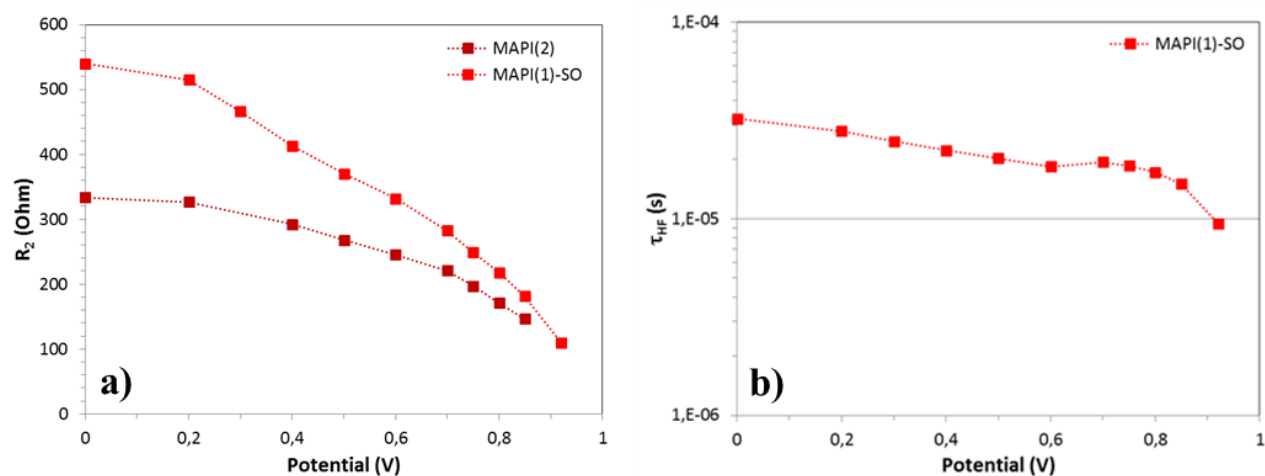 600
500
400
300
200
100
0
R₂ (Ohm)
MAPI(2)
MAPI(1)-SO
a)
0 0,2 0,4 0,6 0,8 1
Potential (V)
1,E-04
1,E-05
1,E-06
τHF (s)
MAPI(1)-SO
b)
0 0,2 0,4 0,6 0,8 1
Potential (V)